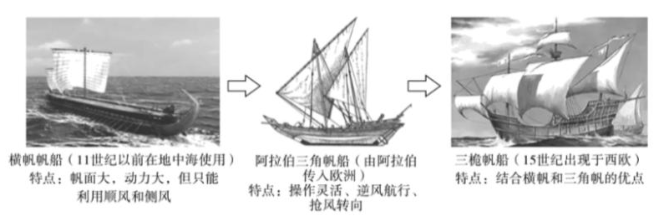 横帆帆船（11世纪以前在地中海使用）
特点：帆面大，动力大，但只能
利用顺风和侧风
阿拉伯三角帆船（由阿拉伯
传入欧洲）
特点：操作灵活、逆风航行、
抢风转向
三桅帆船（15世纪出现于西欧）
特点：结合横帆和三角帆的优点